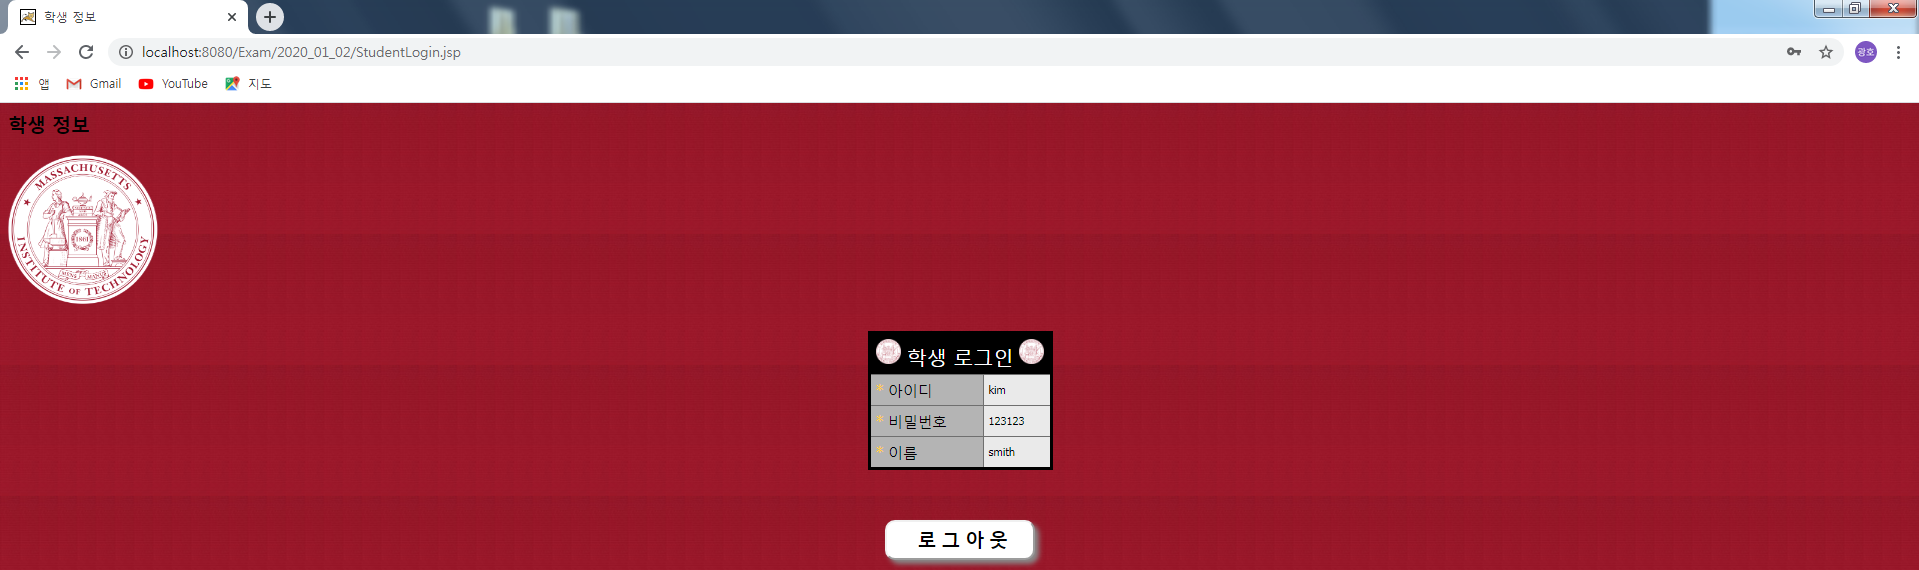 학생 정보
localhost:8080/Exam/2020_01_02/StudentLogin.jsp
광호
앱 Gmail YouTube 지도
학생 정보
MASSACHUSETTS
INSTITUTE OF TECHNOLOGY
1861
MENS MANUS
학생 로그인
* 아이디 kim
* 비밀번호 123123
* 이름 smith
로 그 아 웃